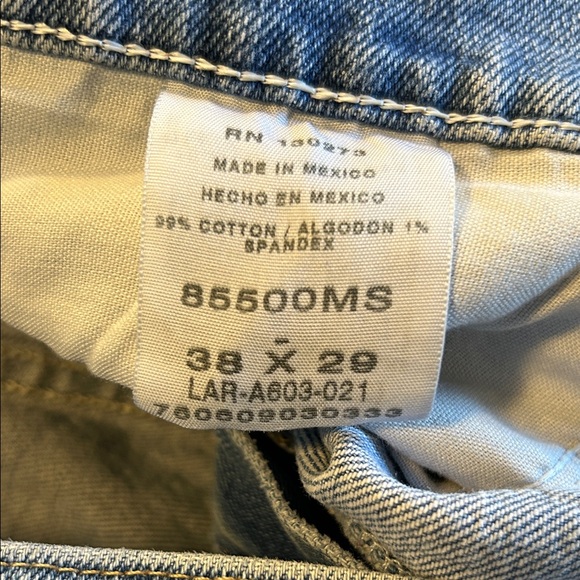 RN 130273
MADE IN MEXICO
HECHO EN MEXICO
99% COTTON / ALGODON 1%
SPANDEX
85500MS
-
38 X 29
LAR-A603-021
760609030333